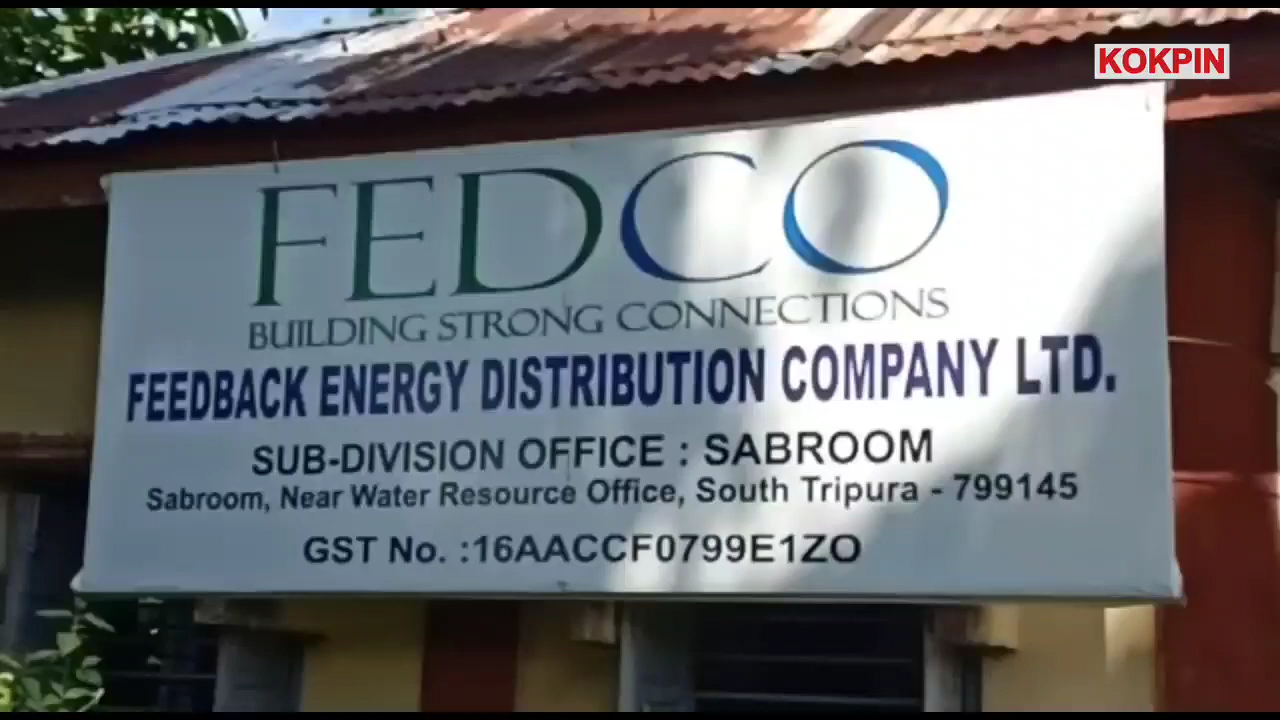 KOKPIN
FEDCO
BUILDING STRONG CONNECTIONS
FEEDBACK ENERGY DISTRIBUTION COMPANY LTD.
SUB-DIVISION OFFICE : SABROOM
Sabroom, Near Water Resource Office, South Tripura - 799145
GST No. :16AACCF0799E1ZO